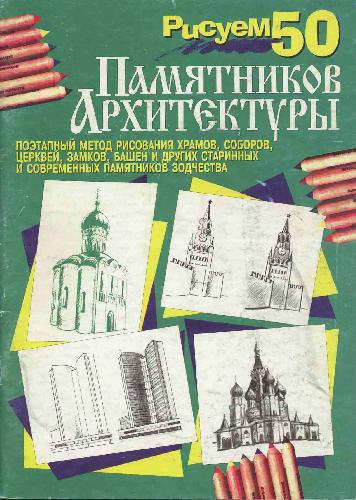 Рисуем 50
Памятников
Архитектуры
ПОЭТАПНЫЙ МЕТОД РИСОВАНИЯ ХРАМОВ, СОБОРОВ,
ЦЕРКВЕЙ, ЗАМКОВ, БАШЕН И ДРУГИХ СТАРИННЫХ
И СОВРЕМЕННЫХ ПАМЯТНИКОВ ЗОДЧЕСТВА